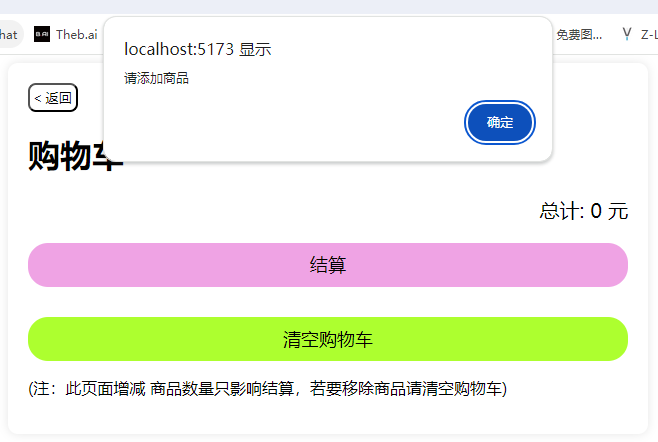 hat
B.AI
Theb.ai
免费图...
Z-L
localhost:5173 显示
请添加商品
确定
< 返回
购物车
总计: 0 元
结算
清空购物车
(注：此页面增减 商品数量只影响结算，若要移除商品请清空购物车)